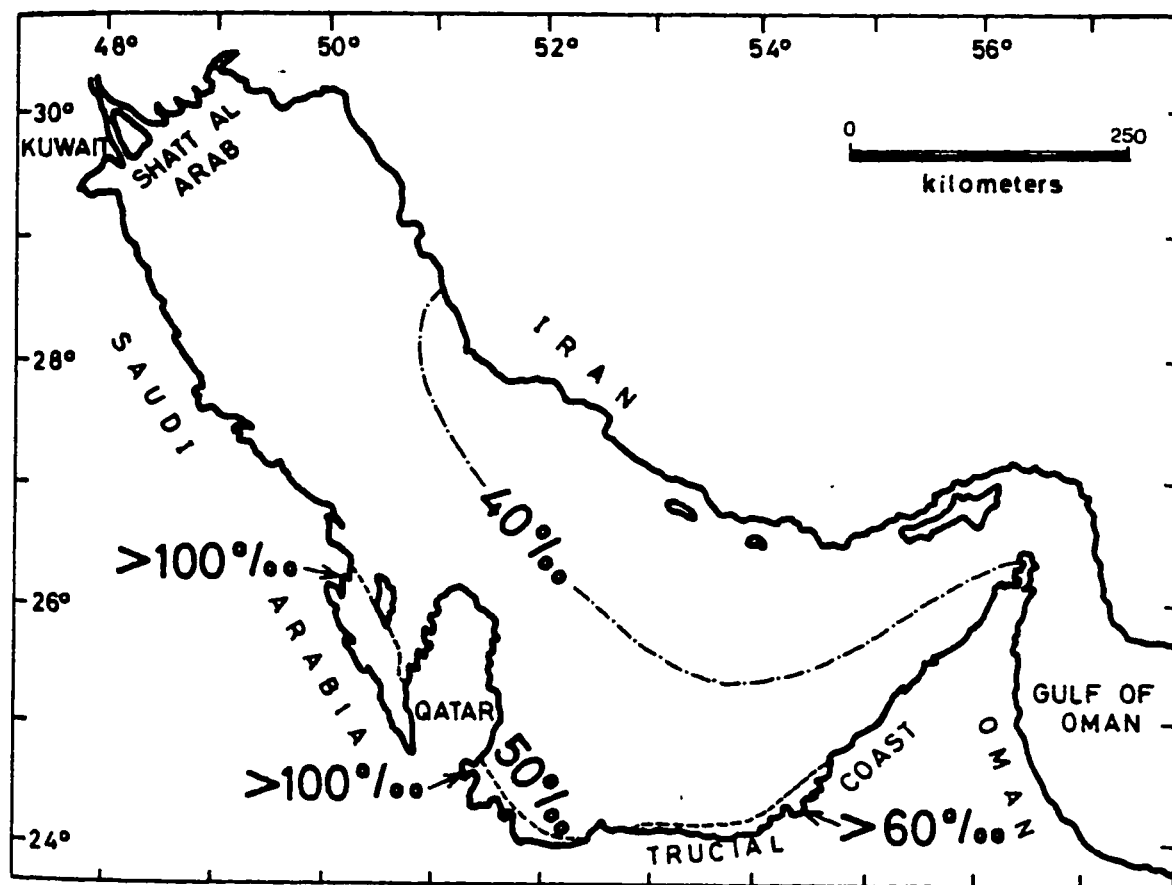 48° 50° 52° 54° 56°
30°
KUWAIT
SHATT AL
ARAB
0 250
kilometers
28°
SAUDI
IRAN
40‰
>100‰
26°
ARABIA
QATAR
GULF OF
OMAN
OMAN
50‰
COAST
>100‰
>60‰
24°
TRUCIAL